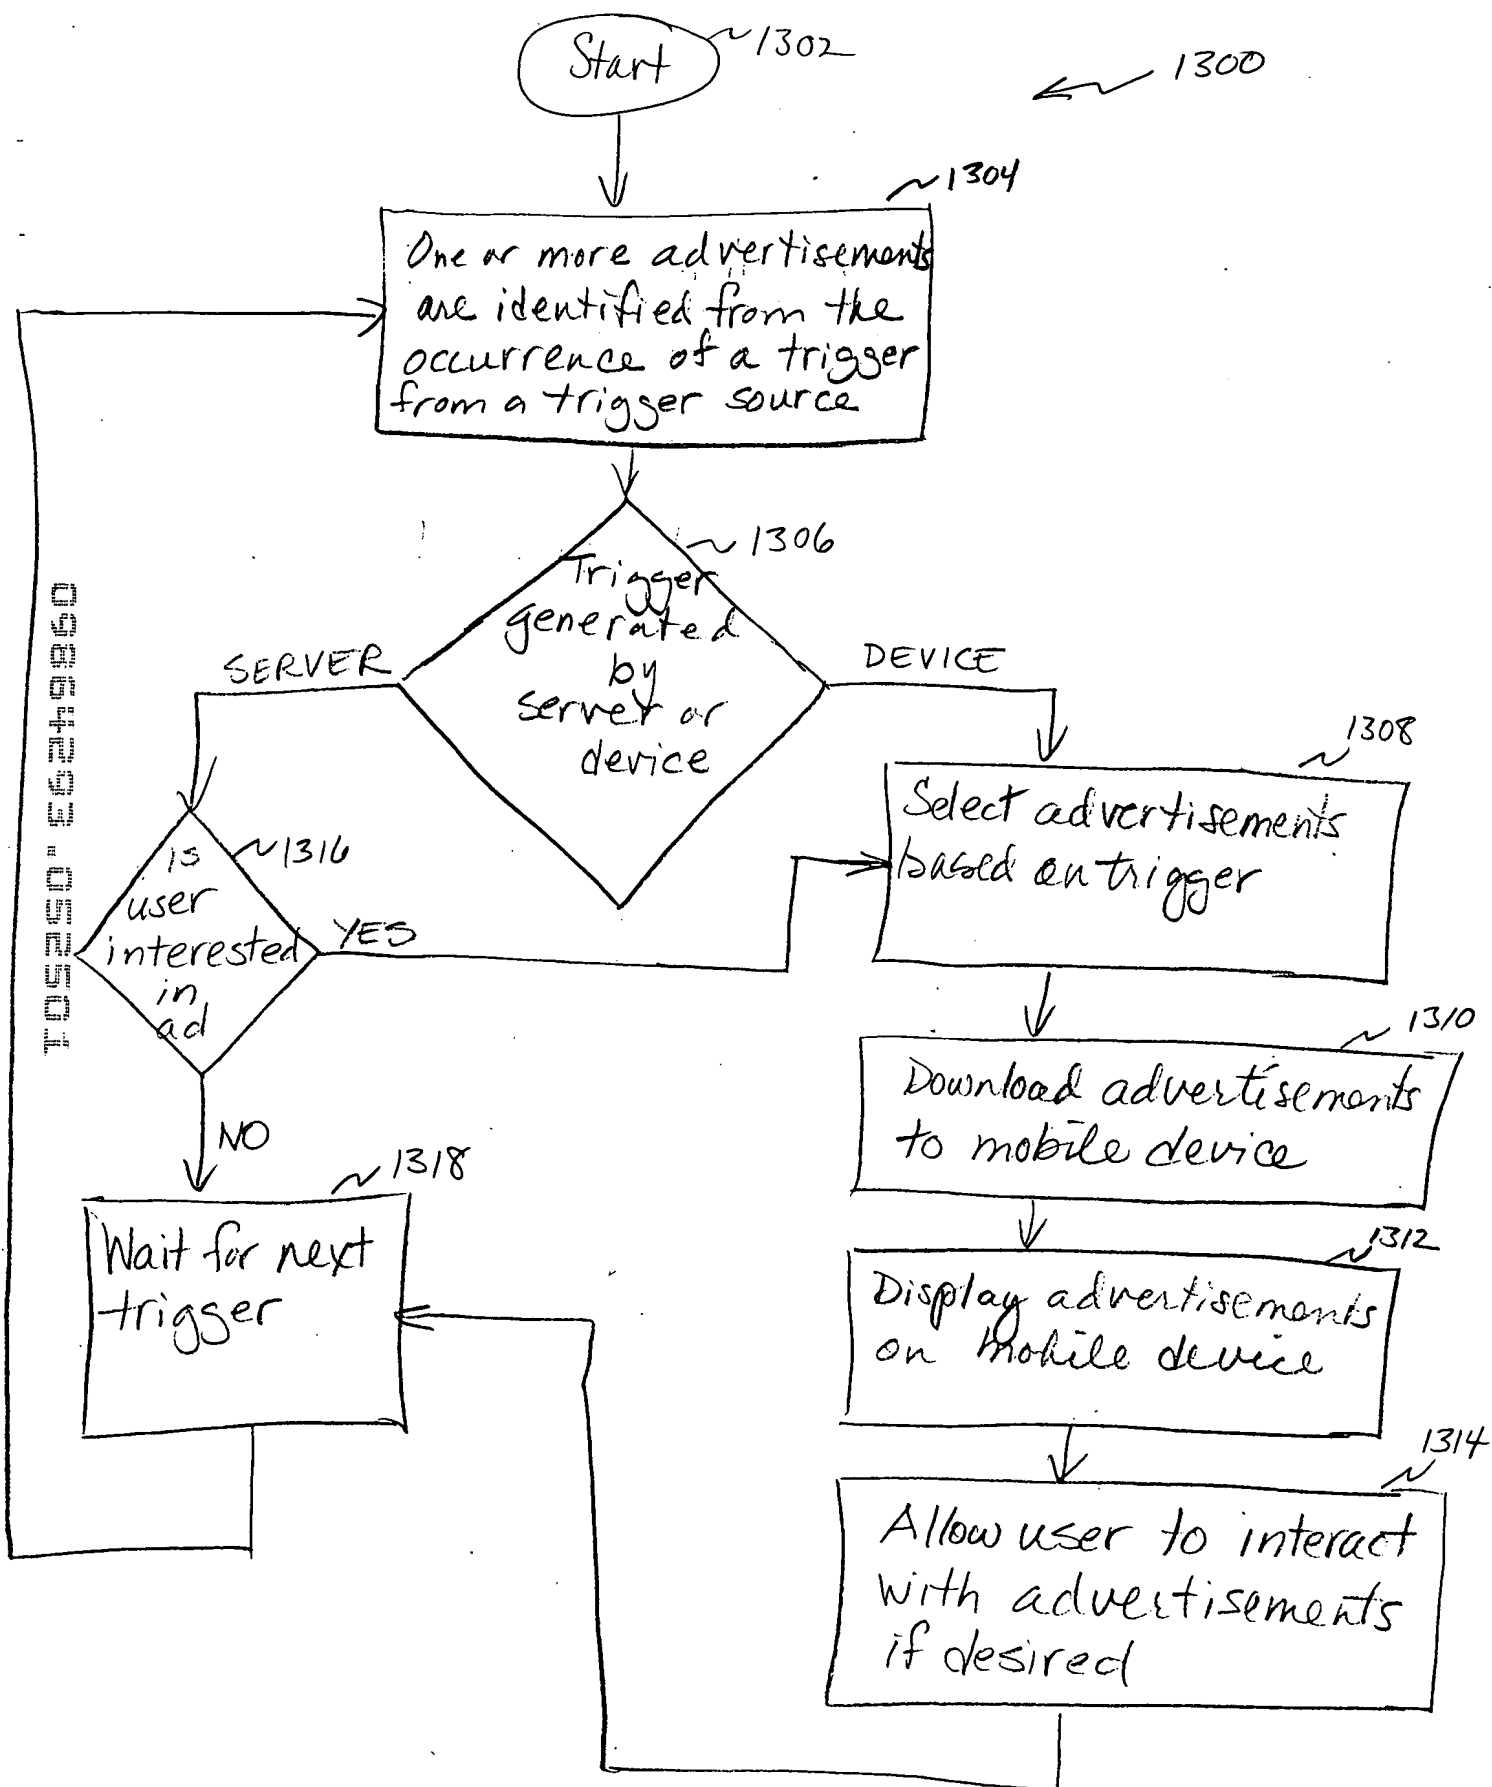 Start
1302
1300
1304
One or more advertisements
are identified from the
occurrence of a trigger
from a trigger source
1306
Trigger
generated
by
server or
device
SERVER
DEVICE
1308
Select advertisements
based on trigger
1316
is
user
interested
in
ad
YES
NO
1310
Download advertisements
to mobile device
1318
Wait for next
trigger
1312
Display advertisements
on mobile device
1314
Allow user to interact
with advertisements
if desired
09864293.052501